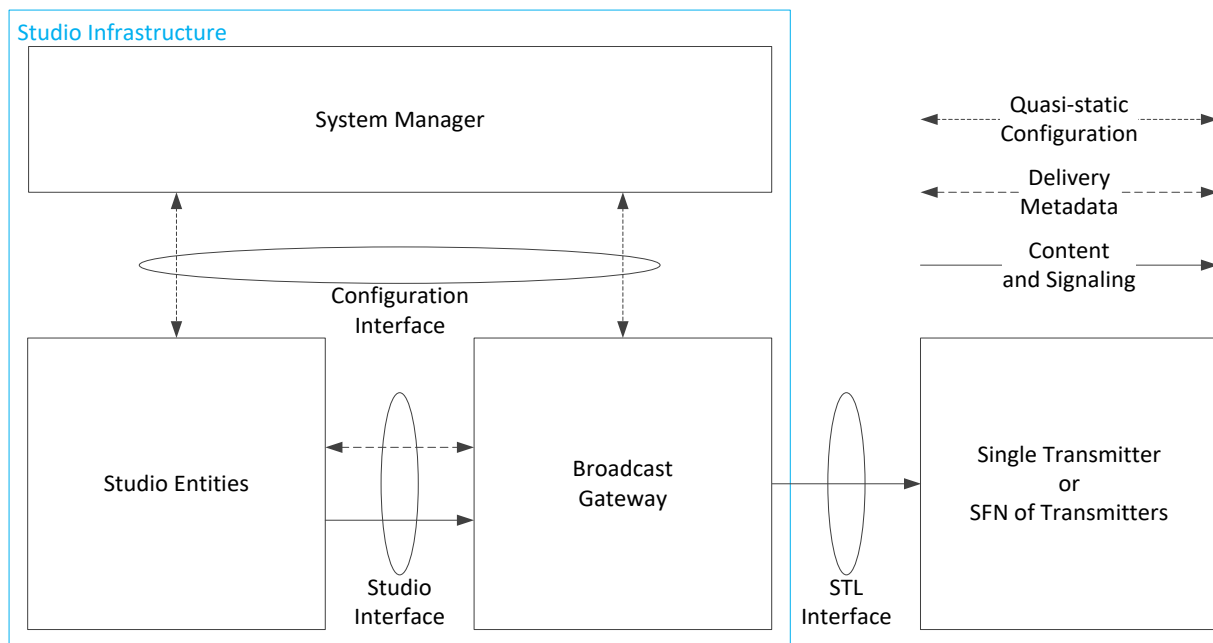 Studio Infrastructure
System Manager
Quasi-static
Configuration
Delivery
Metadata
Content
and Signaling
Configuration
Interface
Studio Entities
Broadcast
Gateway
Single Transmitter
or
SFN of Transmitters
Studio
Interface
STL
Interface